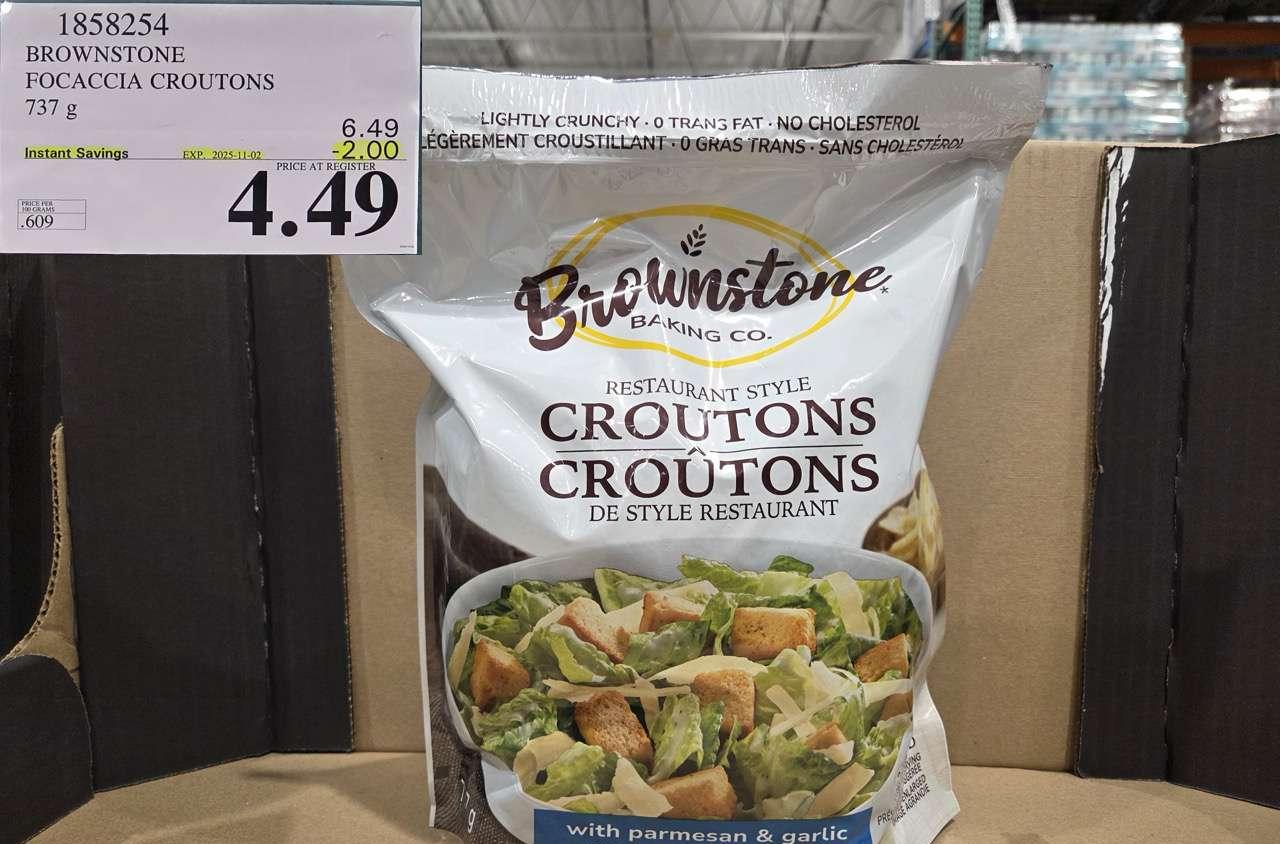 1858254
BROWNSTONE
FOCACCIA CROUTONS
737 g
6.49
Instant Savings EXP. 2025-11-02 -2.00
PRICE AT REGISTER
4.49
PRICE PER
100 GRAMS
.609
LIGHTLY CRUNCHY · 0 TRANS FAT · NO CHOLESTEROL
LÉGÈREMENT CROUSTILLANT · 0 GRAS TRANS · SANS CHOLESTÉROL
Brownstone*
BAKING CO.
RESTAURANT STYLE
CROUTONS
CROÛTONS
DE STYLE RESTAURANT
with parmesan & garlic